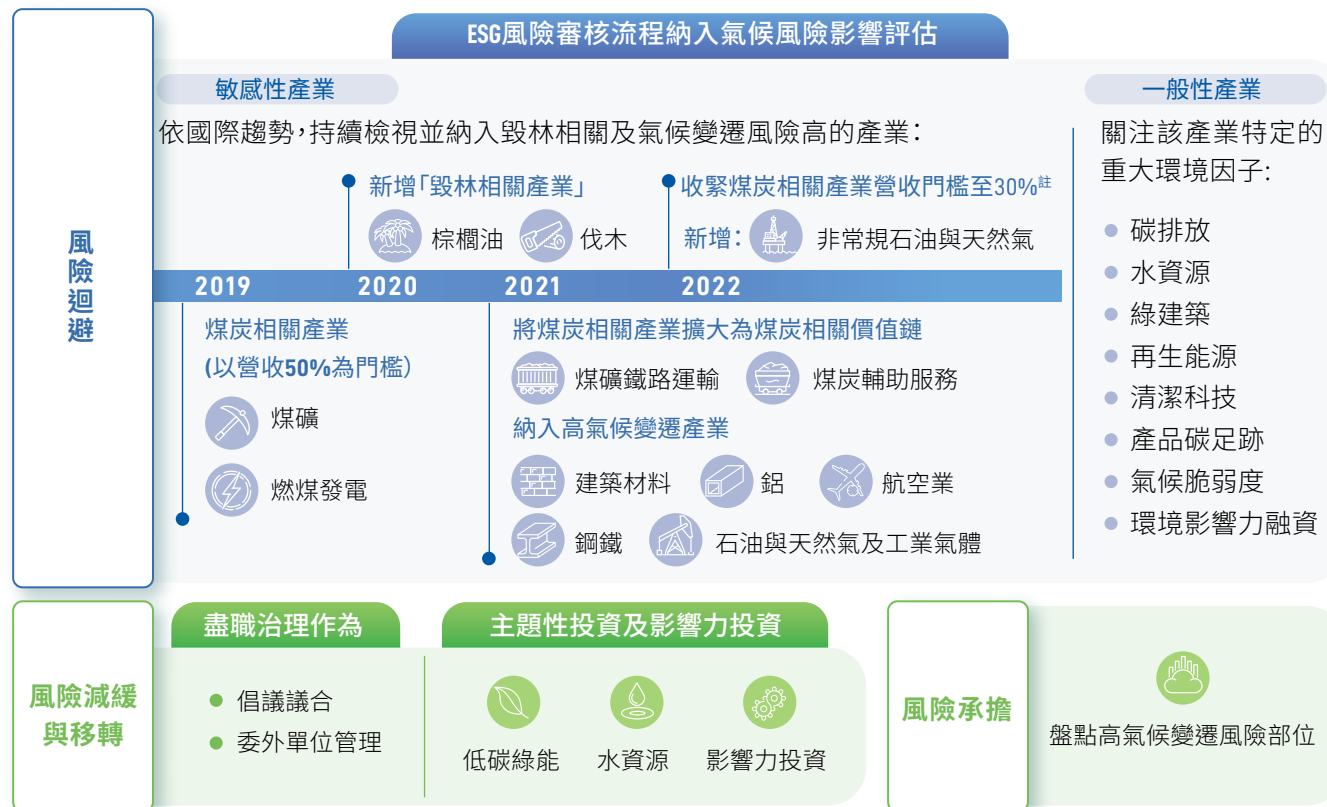 ESG風險審核流程納入氣候風險影響評估
風險迴避
敏感性產業
依國際趨勢，持續檢視並納入毀林相關及氣候變遷風險高的產業：
新增「毀林相關產業」
棕櫚油
伐木
收緊煤炭相關產業營收門檻至30%註
新增：
非常規石油與天然氣
2019
2020
2021
2022
煤炭相關產業
(以營收50%為門檻)
煤礦
燃煤發電
將煤炭相關產業擴大為煤炭相關價值鏈
煤礦鐵路運輸
煤炭輔助服務
納入高氣候變遷產業
建築材料
鋁
航空業
鋼鐵
石油與天然氣及工業氣體
一般性產業
關注該產業特定的
重大環境因子:
碳排放
水資源
綠建築
再生能源
清潔科技
產品碳足跡
氣候脆弱度
環境影響力融資
風險減緩
與移轉
盡職治理作為
倡議議合
委外單位管理
主題性投資及影響力投資
低碳綠能
水資源
影響力投資
風險承擔
盤點高氣候變遷風險部位